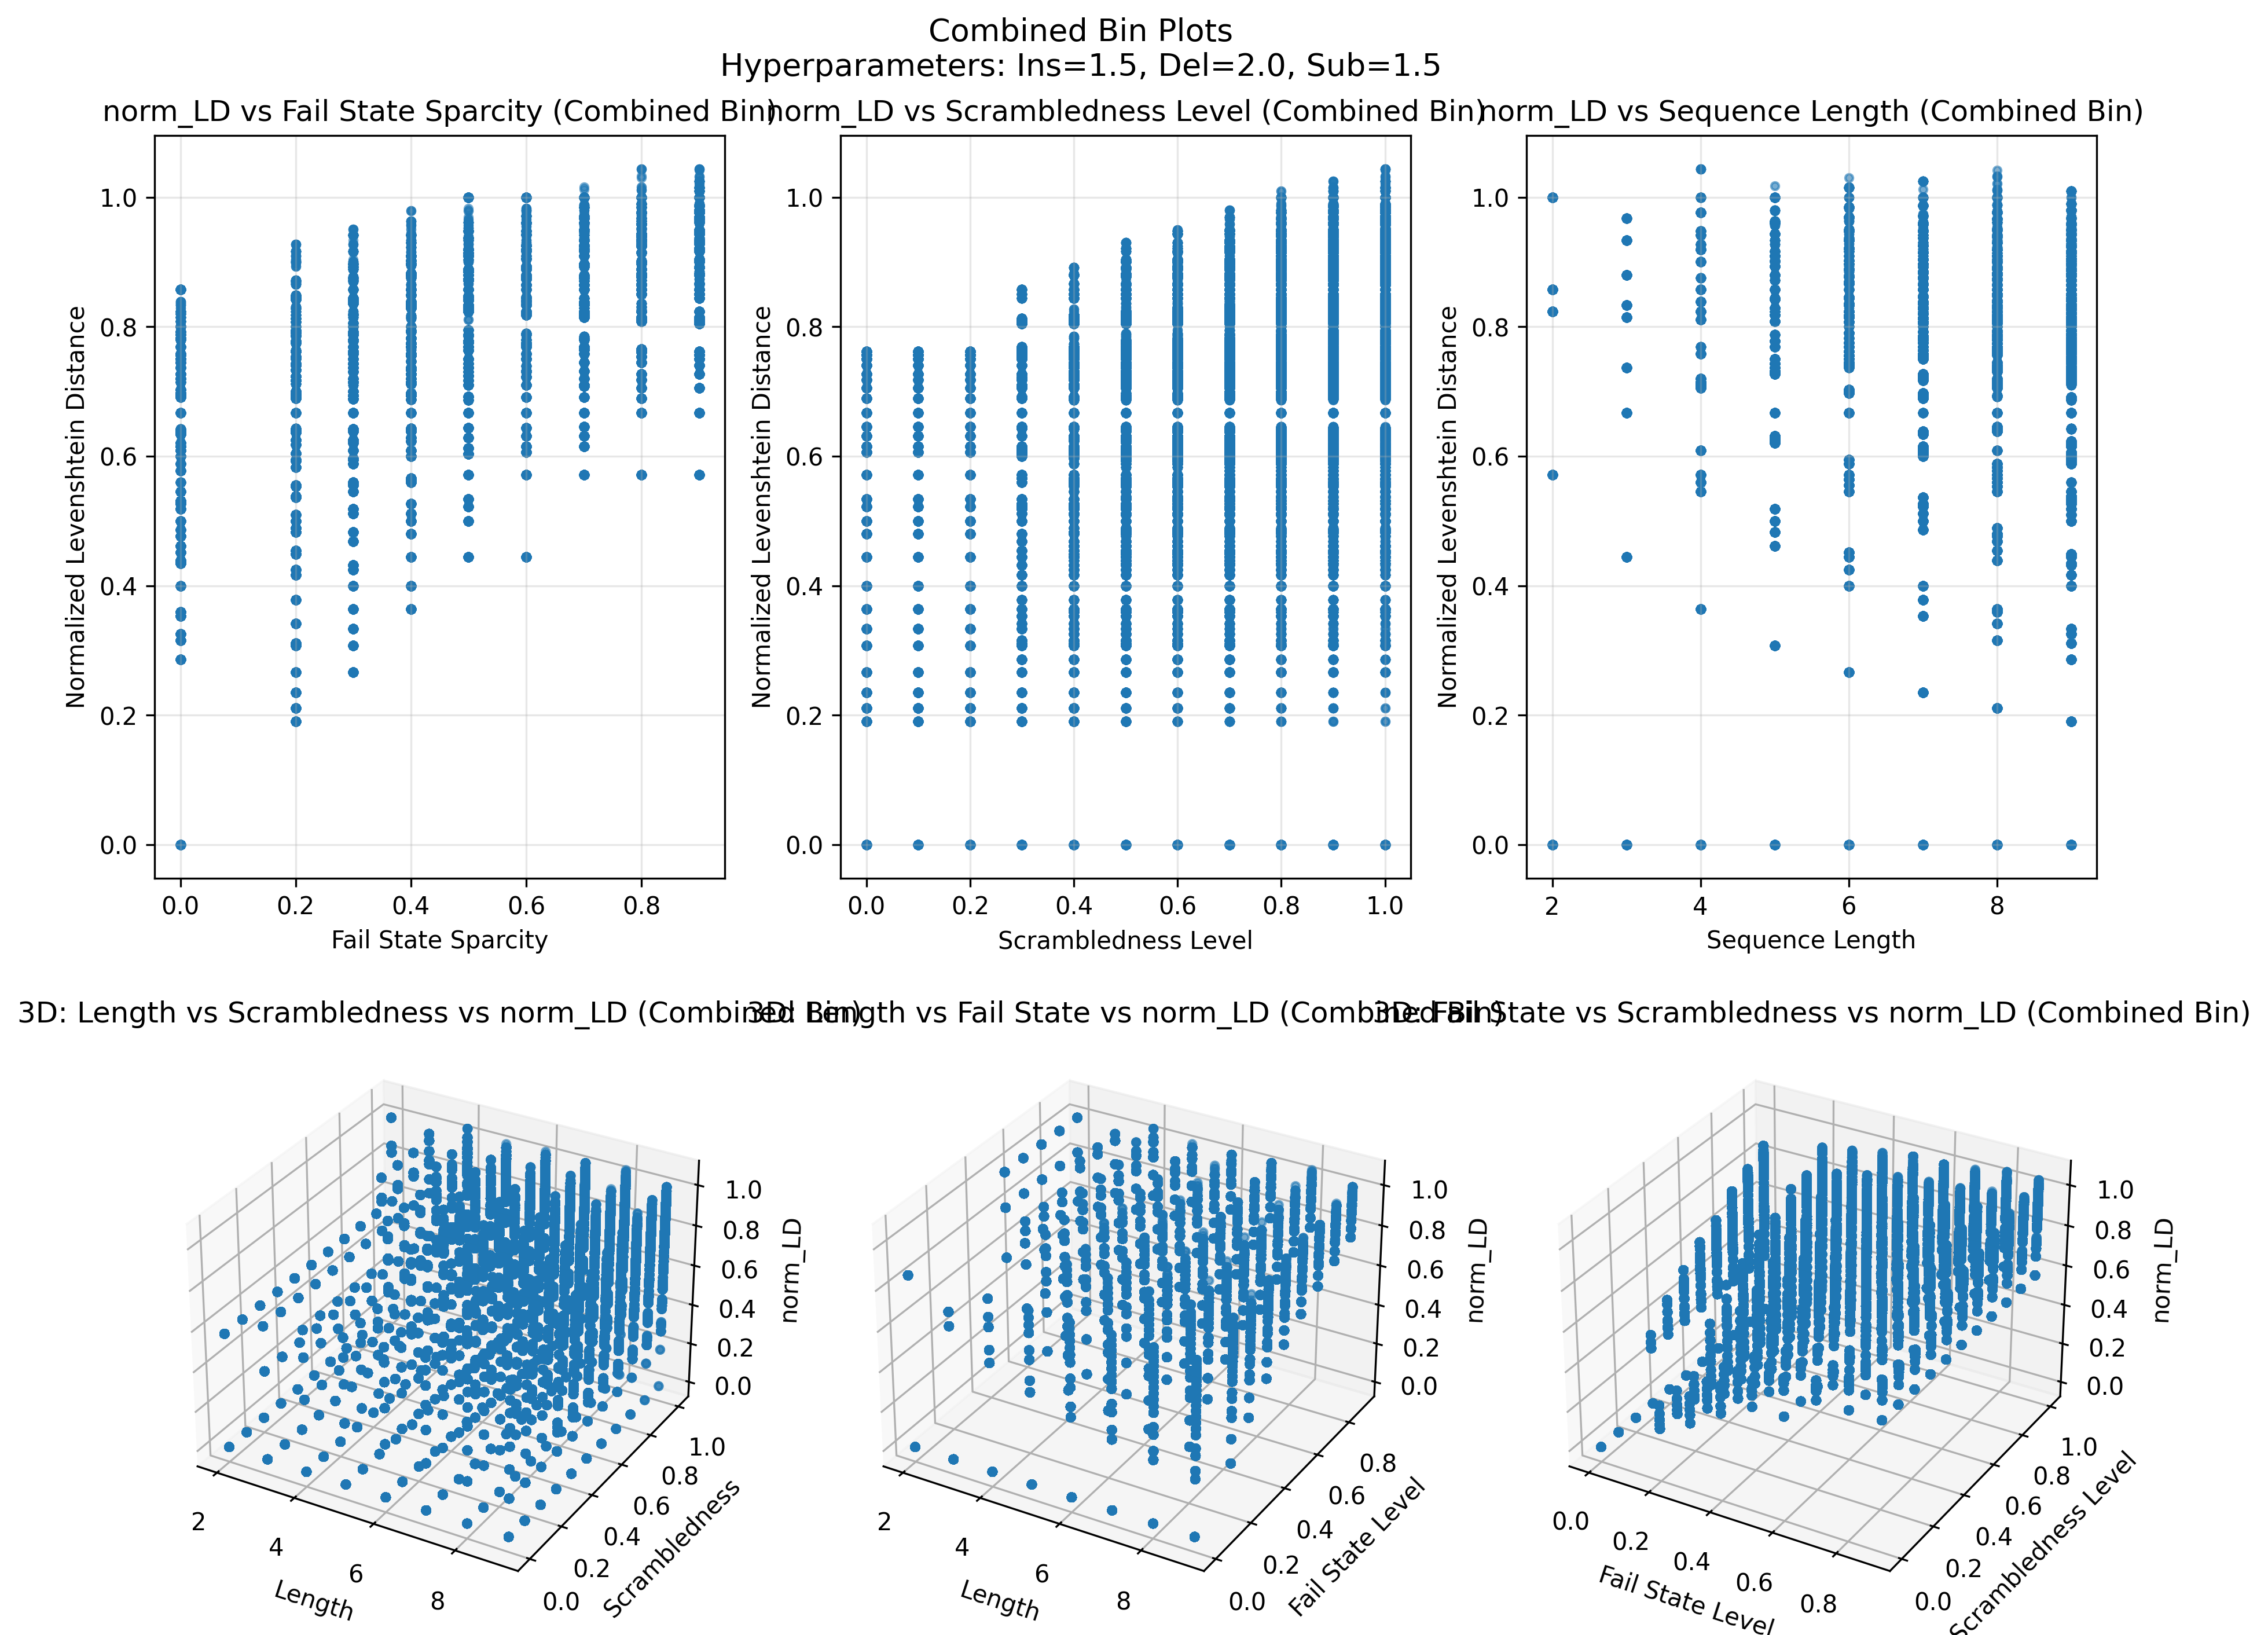 Combined Bin Plots
Hyperparameters: Ins=1.5, Del=2.0, Sub=1.5
norm_LD vs Fail State Sparcity (Combined Bin)
1.0
0.8
0.6
0.4
0.2
0.0
Normalized Levenshtein Distance
0.0 0.2 0.4 0.6 0.8
Fail State Sparcity
norm_LD vs Scrambledness Level (Combined Bin)
1.0
0.8
0.6
0.4
0.2
0.0
Normalized Levenshtein Distance
0.0 0.2 0.4 0.6 0.8 1.0
Scrambledness Level
norm_LD vs Sequence Length (Combined Bin)
1.0
0.8
0.6
0.4
0.2
0.0
Normalized Levenshtein Distance
2 4 6 8
Sequence Length
3D: Length vs Scrambledness vs norm_LD (Combined Bin)
1.0
0.8
0.6
0.4
0.2
0.0
norm_LD
2 4 6 8
Length
0.0 0.2 0.4 0.6 0.8 1.0
Scrambledness
3D: Length vs Fail State vs norm_LD (Combined Bin)
1.0
0.8
0.6
0.4
0.2
0.0
norm_LD
2 4 6 8
Length
0.0 0.2 0.4 0.6 0.8
Fail State Level
3D: Fail State vs Scrambledness vs norm_LD (Combined Bin)
1.0
0.8
0.6
0.4
0.2
0.0
norm_LD
0.0 0.2 0.4 0.6 0.8
Fail State Level
0.0 0.2 0.4 0.6 0.8 1.0
Scrambledness Level